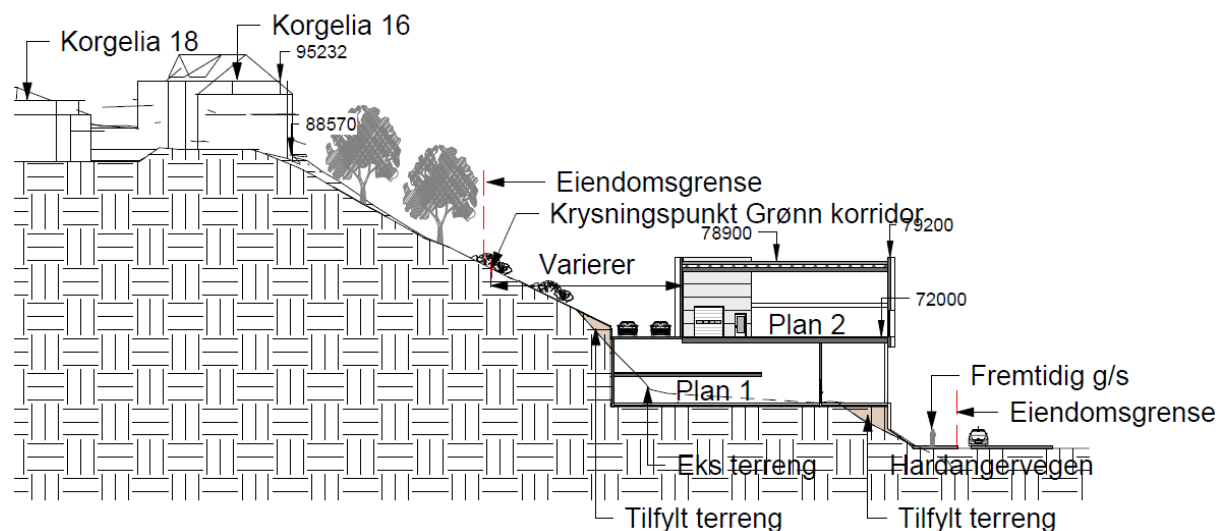 Korgelia 18
Korgelia 16
95232
88570
Eiendomsgrense
Krysningspunkt Grønn korridor
79200
78900
Varierer
72000
Plan 2
Plan 1
Fremtidig g/s
Eiendomsgrense
Eks terreng
Hardangervegen
Tilfylt terreng
Tilfylt terreng